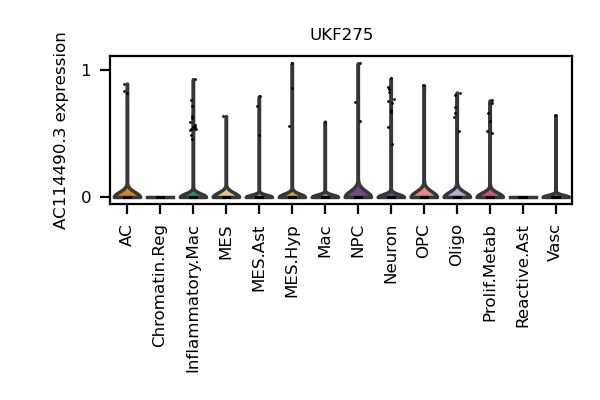 UKF275
AC114490.3 expression
1
0
AC
Chromatin.Reg
Inflammatory.Mac
MES
MES.Ast
MES.Hyp
Mac
NPC
Neuron
OPC
Oligo
Prolif.Metab
Reactive.Ast
Vasc